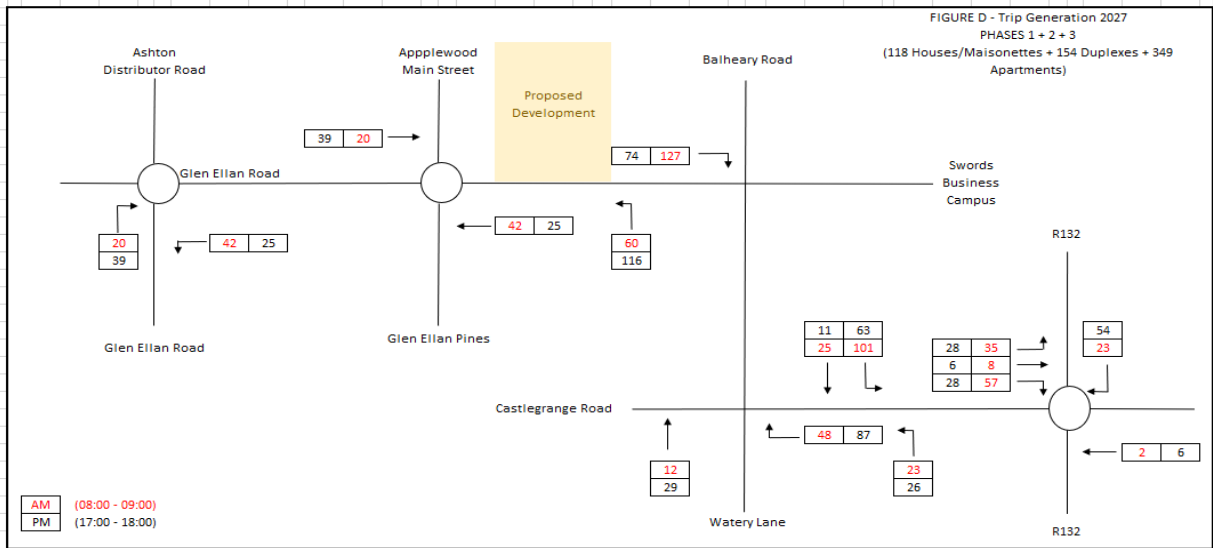 FIGURE D - Trip Generation 2027
PHASES 1 + 2 + 3
(118 Houses/Maisonettes + 154 Duplexes + 349
Apartments)
Ashton
Distributor Road
Appplewood
Main Street
Balheary Road
Proposed
Development
39 20
74 127
Glen Ellan Road
Swords
Business
Campus
20
39
42 25
42 25
60
116
R132
Glen Ellan Road
Glen Ellan Pines
11 63
25 101
28 35
6 8
28 57
54
23
Castlegrange Road
48 87
12
29
23
26
2 6
AM (08:00 - 09:00)
PM (17:00 - 18:00)
Watery Lane
R132